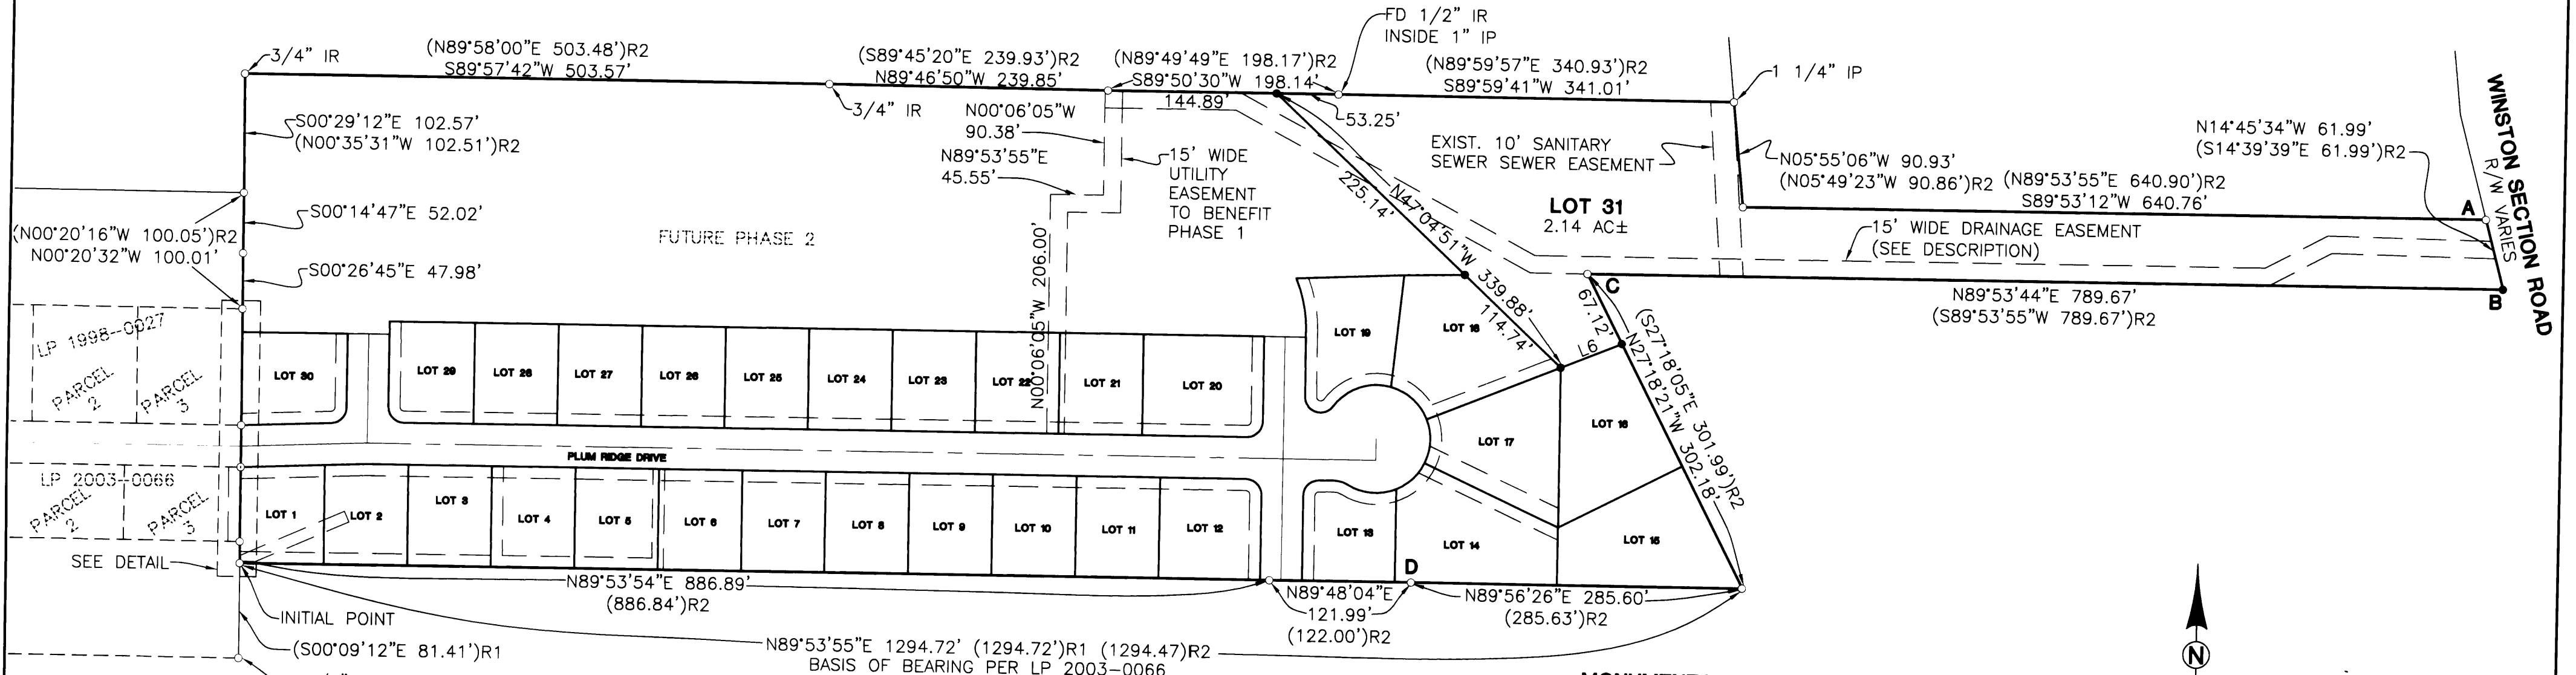 (N89°58'00"E 503.48')R2
S89°57'42"W 503.57'
3/4" IR
(S89°45'20"E 239.93')R2
N89°46'50"W 239.85'
3/4" IR
(N89°49'49"E 198.17')R2
S89°50'30"W 198.14'
144.89'
53.25'
FD 1/2" IR
INSIDE 1" IP
(N89°59'57"E 340.93')R2
S89°59'41"W 341.01'
1 1/4" IP
WINSTON SECTION ROAD
R/W VARIES
N14°45'34"W 61.99'
(S14°39'39"E 61.99')R2
S00°29'12"E 102.57'
(N00°35'31"W 102.51')R2
N00°06'05"W
90.38'
N89°53'55"E
45.55'
15' WIDE
UTILITY
EASEMENT
TO BENEFIT
PHASE 1
EXIST. 10' SANITARY
SEWER SEWER EASEMENT
N05°55'06"W 90.93'
(N05°49'23"W 90.86')R2
(N89°53'55"E 640.90')R2
S89°53'12"W 640.76'
A
LOT 31
2.14 AC±
15' WIDE DRAINAGE EASEMENT
(SEE DESCRIPTION)
S00°14'47"E 52.02'
(N00°20'16"W 100.05')R2
N00°20'32"W 100.01'
S00°26'45"E 47.98'
FUTURE PHASE 2
N00°06'05"W 206.00'
225.14'
N47°04'51"W 339.88'
114.74'
C
67.12'
L6
(S27°18'05"E 301.99')R2
N27°18'21"W 302.18'
N89°53'44"E 789.67'
(S89°53'55"W 789.67')R2
B
LP 1998-0027
PARCEL
2
PARCEL
3
LOT 30
LOT 29
LOT 28
LOT 27
LOT 26
LOT 25
LOT 24
LOT 23
LOT 22
LOT 21
LOT 20
LOT 19
LOT 18
LOT 17
LOT 16
PLUM RIDGE DRIVE
LP 2003-0066
PARCEL
2
PARCEL
3
LOT 1
LOT 2
LOT 3
LOT 4
LOT 5
LOT 6
LOT 7
LOT 8
LOT 9
LOT 10
LOT 11
LOT 12
LOT 13
LOT 14
LOT 15
SEE DETAIL
D
N89°53'54"E 886.89'
(886.84')R2
N89°48'04"E
121.99'
(122.00')R2
N89°56'26"E 285.60'
(285.63')R2
INITIAL POINT
(S00°09'12"E 81.41')R1
N89°53'55"E 1294.72' (1294.72')R1 (1294.47)R2
BASIS OF BEARING PER LP 2003-0066
N